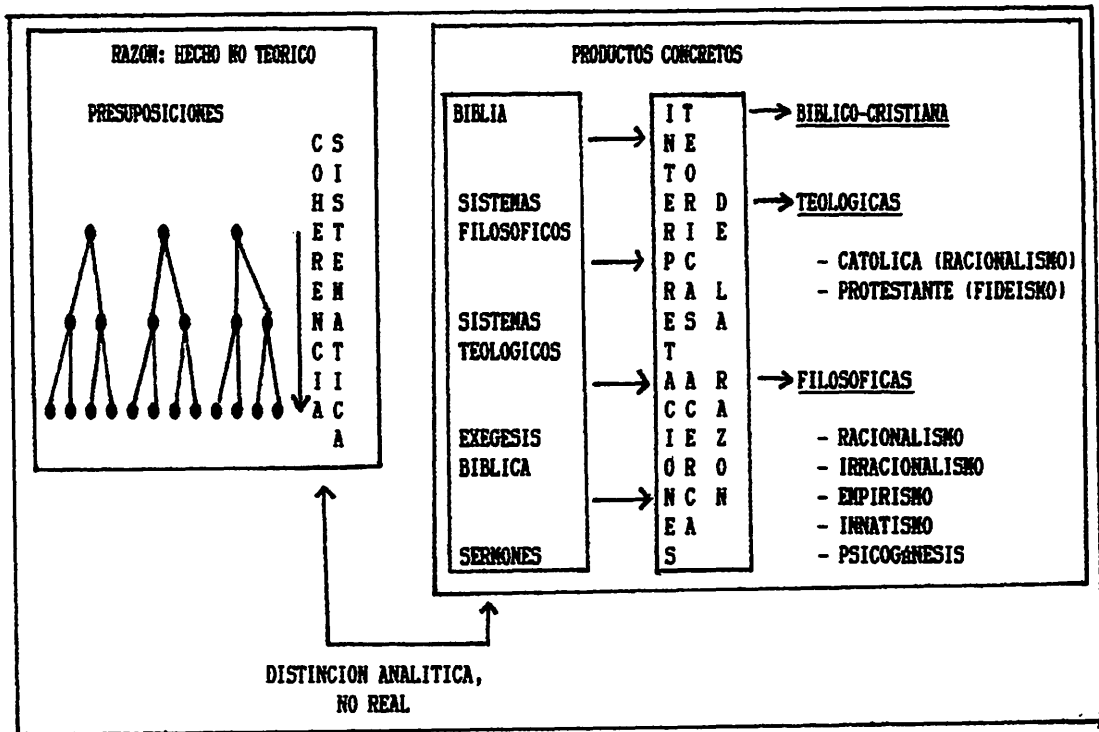 RAZON: HECHO NO TEORICO
PRESUPOSICIONES
COHERENCIA
SISTEMATICA
PRODUCTOS CONCRETOS
BIBLIA
SISTEMAS
FILOSOFICOS
SISTEMAS
TEOLOGICOS
EXEGESIS
BIBLICA
SERMONES
INTERPRETACIÓNES
TEORICAS ACERCA
DE LA RAZON
BIBLICO-CRISTIANA
TEOLOGICAS
- CATOLICA (RACIONALISMO)
- PROTESTANTE (FIDEISMO)
FILOSOFICAS
- RACIONALISMO
- IRRACIONALISMO
- EMPIRISMO
- INNATISMO
- PSICOGáNESIS
DISTINCION ANALITICA,
NO REAL